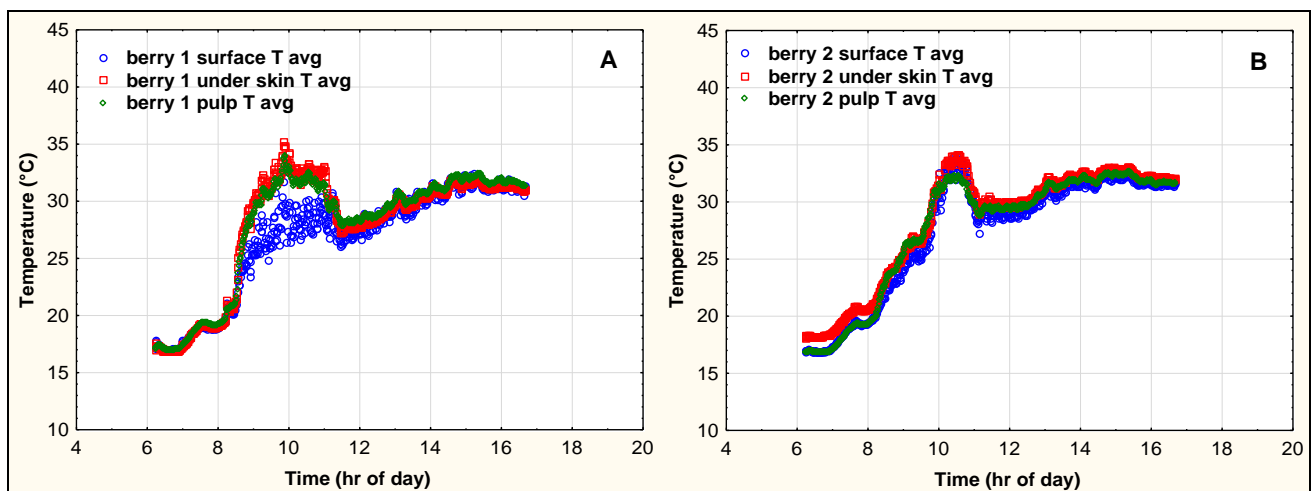 A
berry 1 surface T avg
berry 1 under skin T avg
berry 1 pulp T avg
Temperature (°C)
45
40
35
30
25
20
15
10
4 6 8 10 12 14 16 18 20
Time (hr of day)
B
berry 2 surface T avg
berry 2 under skin T avg
berry 2 pulp T avg
Temperature (°C)
45
40
35
30
25
20
15
10
4 6 8 10 12 14 16 18 20
Time (hr of day)